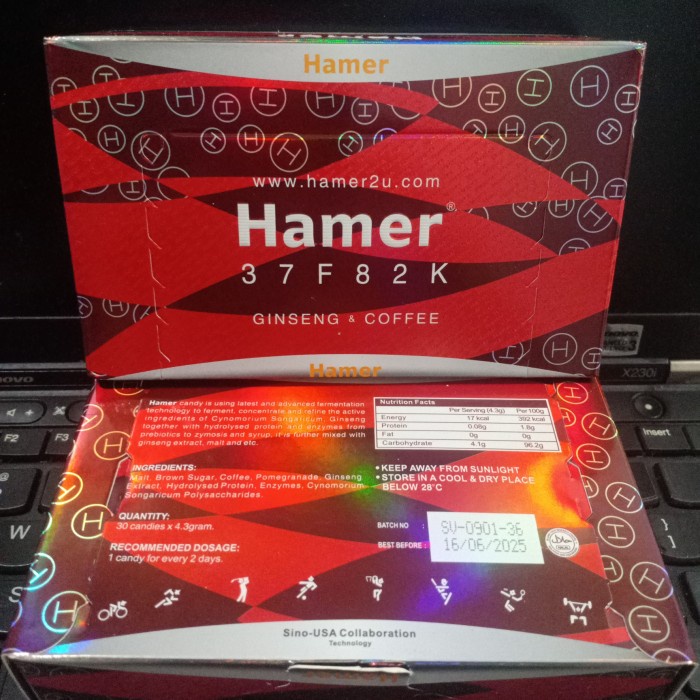 Hamer
www.hamer2u.com
Hamer®
37F82K
GINSENG & COFFEE
Hamer
X230i
Hamer candy is using latest and advanced fermentation
technology to ferment, concentrate and refine the active
ingredients of Cynomorium Songaricum, Ginseng
together with hydrolysed protein and enzymes from
prebiotics to zymosis and syrup, it is further mixed with
ginseng extract, malt and etc.
Nutrition Facts
Per Serving (4.3g) Per 100g
Energy 17 kcal 392 kcal
Protein 0.08g 1.8g
Fat 0g 0g
Carbohydrate 4.1g 96.2g
INGREDIENTS:
Malt, Brown Sugar, Coffee, Pomegranade, Ginseng
Extract, Hydrolysed Protein, Enzymes, Cynomorium
Songaricum Polysaccharides.
• KEEP AWAY FROM SUNLIGHT
• STORE IN A COOL & DRY PLACE
BELOW 28°C
QUANTITY:
30 candies x 4.3gram.
RECOMMENDED DOSAGE:
1 candy for every 2 days.
BATCH NO : SV-0901-36
BEST BEFORE : 16/06/2025
Sino-USA Collaboration
Technology
F2
F3
Insert
W
S